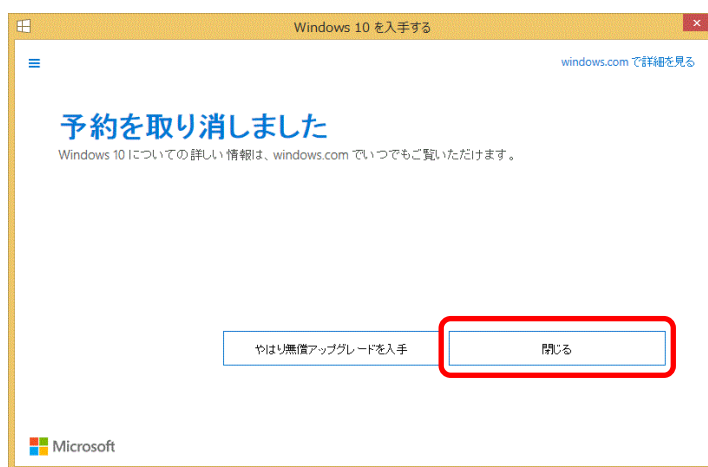 Windows 10 を入手する
windows.com で詳細を見る
予約を取り消しました
Windows 10 についての詳しい情報は、windows.com でいつでもご覧いただけます。
やはり無償アップグレードを入手
閉じる
Microsoft